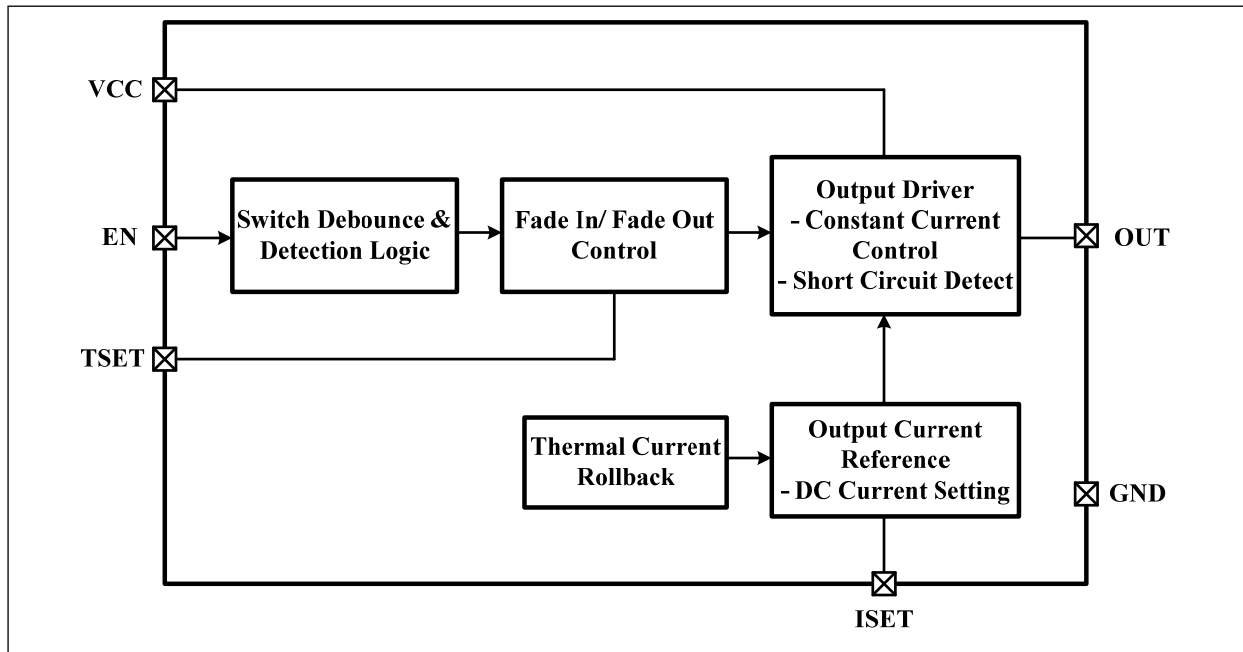 VCC
EN
TSET
Switch Debounce &
Detection Logic
Fade In/ Fade Out
Control
Output Driver
- Constant Current
Control
- Short Circuit Detect
OUT
Thermal Current
Rollback
Output Current
Reference
- DC Current Setting
GND
ISET